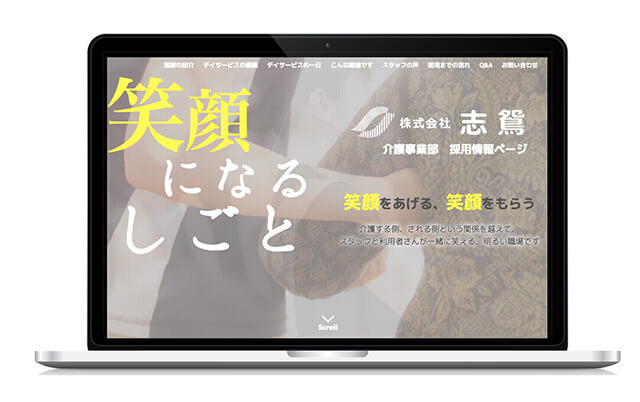 施設の紹介 デイサービスの概要 デイサービスの一日 こんな職場です スタッフの声 採用までの流れ Q&A お問い合わせ
笑顔
になる
しごと
株式会社 志鴛
介護事業部 採用情報ページ
笑顔をあげる、笑顔をもらう
介護する側、される側という関係を越えて、
スタッフと利用者さんが一緒に笑える、明るい職場です
Scroll